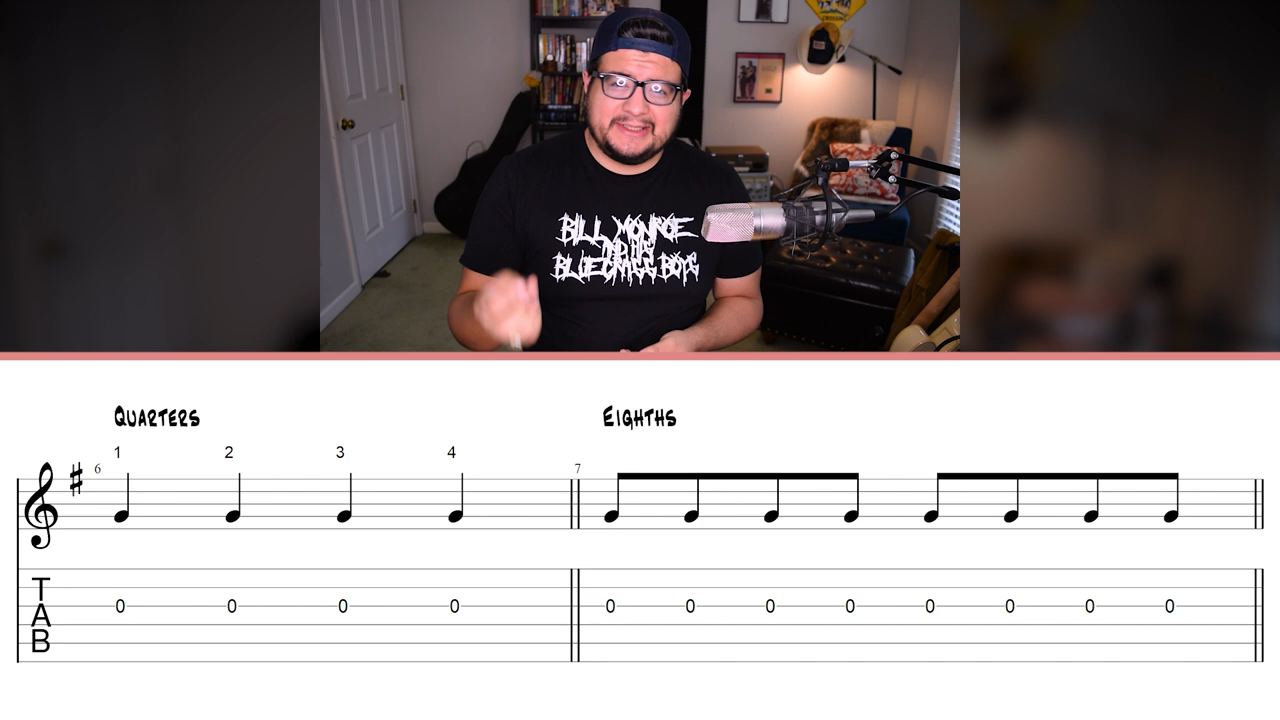 CROSSING
BILL MONROE
AND HIS
BLUEGRASS BOYS
QUARTERS
EIGHTHS
1 2 3 4
6
7
T
A
B
0 0 0 0 0 0 0 0 0 0 0 0